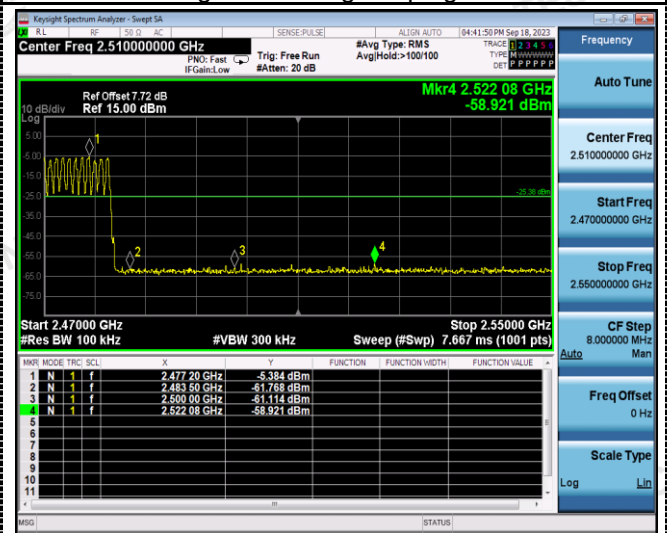 Keysight Spectrum Analyzer - Swept SA
RL RF 50 Ω AC SENSE:PULSE ALIGN AUTO 04:41:50 PM Sep 18, 2023
Center Freq 2.510000000 GHz
PNO: Fast
IFGain:Low
Trig: Free Run
#Atten: 20 dB
#Avg Type: RMS
Avg|Hold:>100/100
TRACE 1 2 3 4 5 6
TYPE M WWWWW
DET P P P P P P
Frequency
Auto Tune
Center Freq
2.510000000 GHz
Start Freq
2.470000000 GHz
Stop Freq
2.550000000 GHz
CF Step
8.000000 MHz
Auto Man
Freq Offset
0 Hz
Scale Type
Log Lin
Mkr4 2.522 08 GHz
-58.921 dBm
Ref Offset 7.72 dB
10 dB/div Ref 15.00 dBm
Log
5.00
-5.00
-15.0
-25.0
-35.0
-45.0
-55.0
-65.0
-75.0
-25.38 dBm
1
2
3
4
Start 2.47000 GHz Stop 2.55000 GHz
#Res BW 100 kHz #VBW 300 kHz Sweep (#Swp) 7.667 ms (1001 pts)
MKR MODE TRC SCL X Y FUNCTION FUNCTION WIDTH FUNCTION VALUE
1 N 1 f 2.477 20 GHz -5.384 dBm
2 N 1 f 2.483 50 GHz -61.768 dBm
3 N 1 f 2.500 00 GHz -61.114 dBm
4 N 1 f 2.522 08 GHz -58.921 dBm
5
6
7
8
9
10
11
MSG STATUS